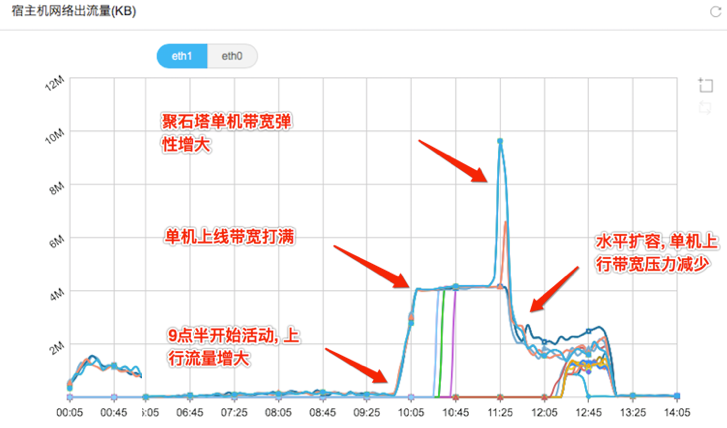 宿主机网络出流量(KB)
eth1 eth0
12M
10M
8M
6M
4M
2M
聚石塔单机带宽弹
性增大
单机上线带宽打满
水平扩容, 单机上
行带宽压力减少
9点半开始活动, 上
行流量增大
00:05 00:45 :05 06:45 07:25 08:05 08:45 09:25 10:05 10:45 11:25 12:05 12:45 13:25 14:05